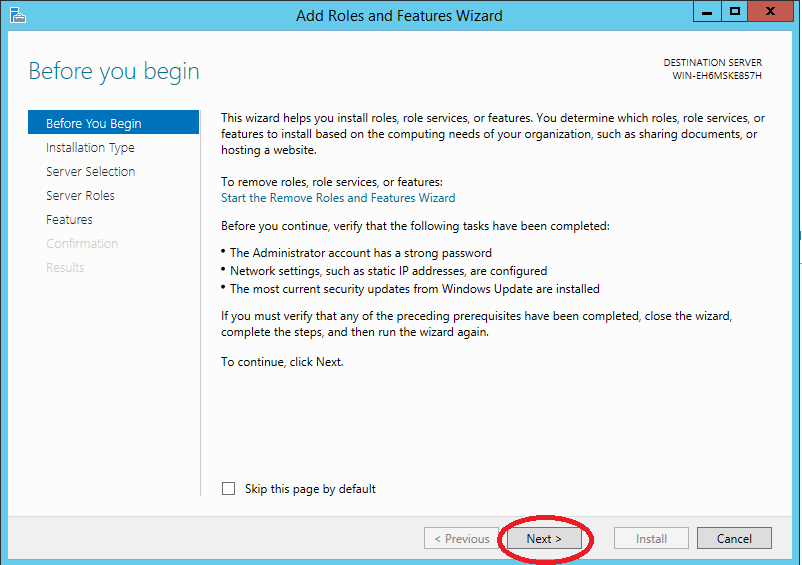 Add Roles and Features Wizard
Before you begin
DESTINATION SERVER
WIN-EH6MSKE857H
Before You Begin
Installation Type
Server Selection
Server Roles
Features
Confirmation
Results
This wizard helps you install roles, role services, or features. You determine which roles, role services, or
features to install based on the computing needs of your organization, such as sharing documents, or
hosting a website.
To remove roles, role services, or features:
Start the Remove Roles and Features Wizard
Before you continue, verify that the following tasks have been completed:
• The Administrator account has a strong password
• Network settings, such as static IP addresses, are configured
• The most current security updates from Windows Update are installed
If you must verify that any of the preceding prerequisites have been completed, close the wizard,
complete the steps, and then run the wizard again.
To continue, click Next.
Skip this page by default
< Previous
Next >
Install
Cancel